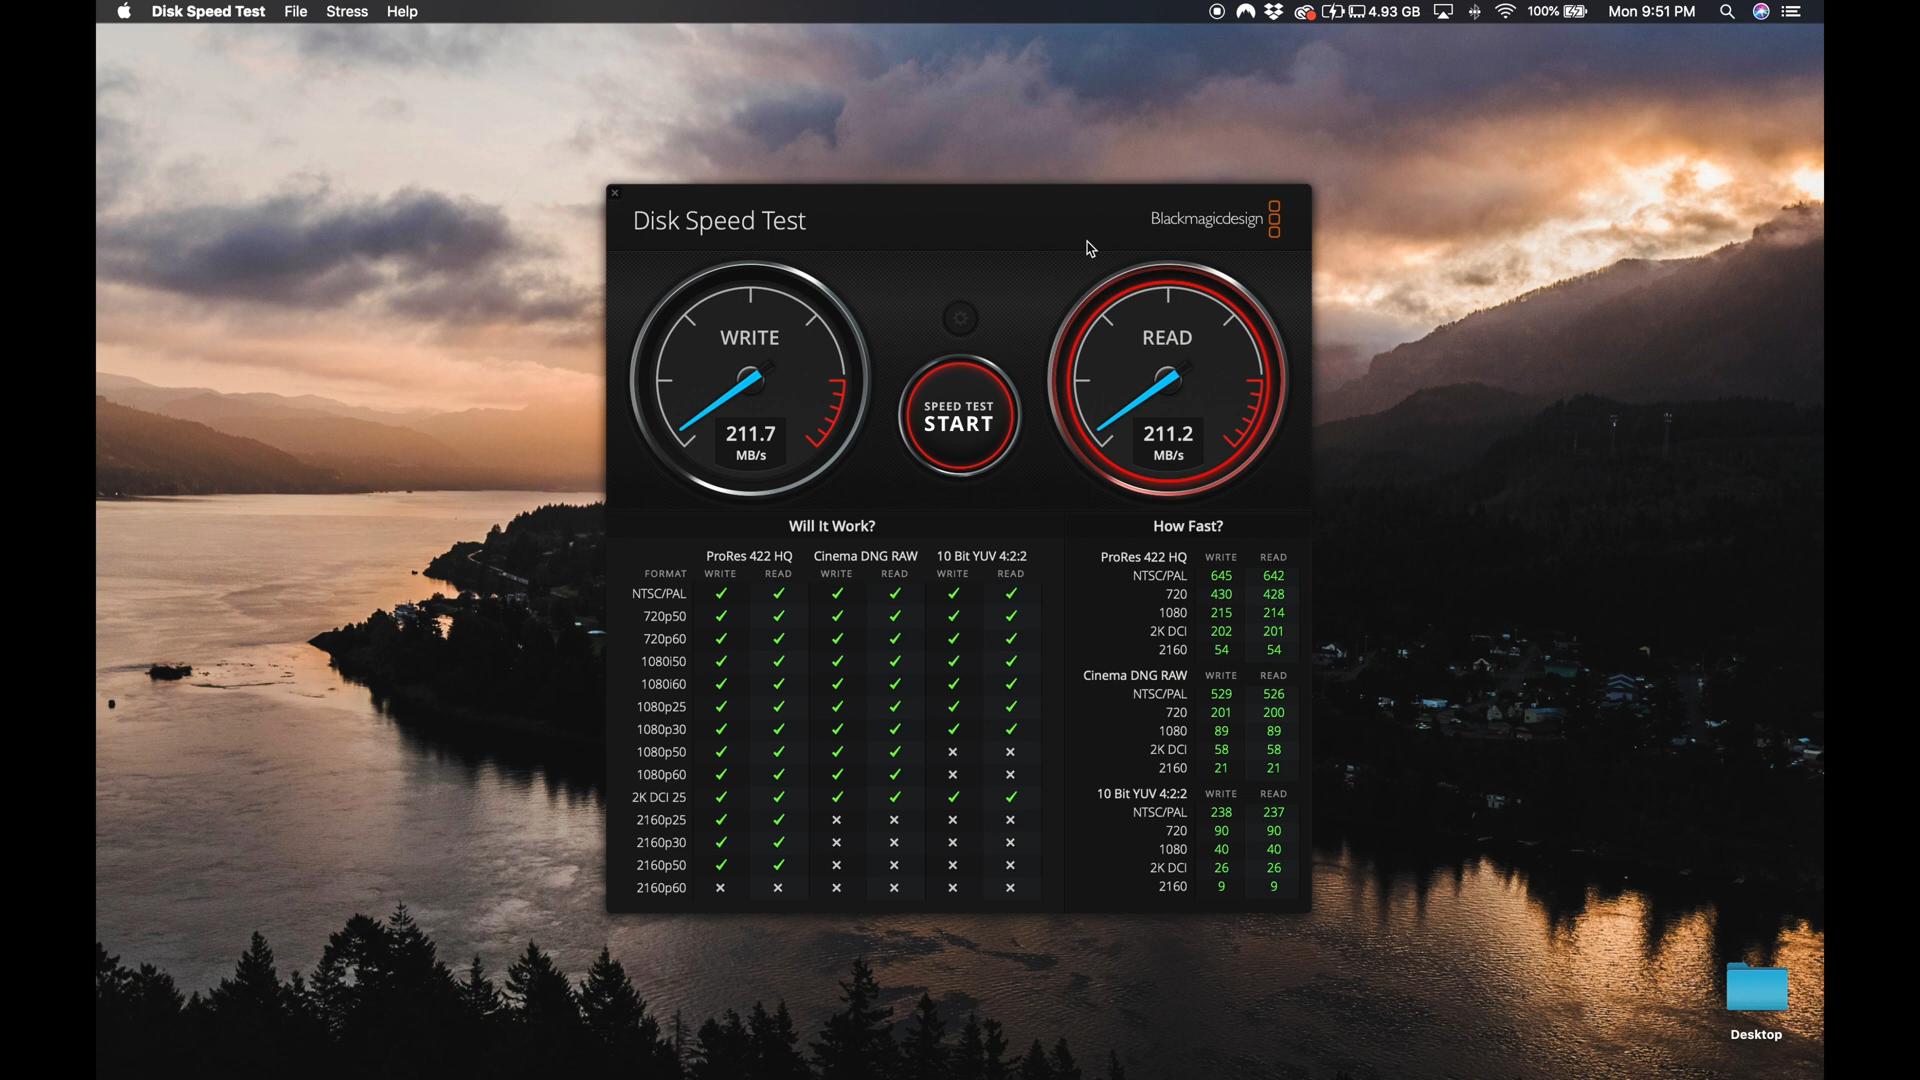 Disk Speed Test File Stress Help 4.93 GB 100% Mon 9:51 PM
Disk Speed Test Blackmagicdesign
WRITE
211.7
MB/s
SPEED TEST
START
READ
211.2
MB/s
Will It Work?
ProRes 422 HQ Cinema DNG RAW 10 Bit YUV 4:2:2
FORMAT WRITE READ WRITE READ WRITE READ
NTSC/PAL ✓ ✓ ✓ ✓ ✓ ✓
720p50 ✓ ✓ ✓ ✓ ✓ ✓
720p60 ✓ ✓ ✓ ✓ ✓ ✓
1080i50 ✓ ✓ ✓ ✓ ✓ ✓
1080i60 ✓ ✓ ✓ ✓ ✓ ✓
1080p25 ✓ ✓ ✓ ✓ ✓ ✓
1080p30 ✓ ✓ ✓ ✓ ✓ ✓
1080p50 ✓ ✓ ✓ ✓ × ×
1080p60 ✓ ✓ ✓ ✓ × ×
2K DCI 25 ✓ ✓ ✓ ✓ ✓ ✓
2160p25 ✓ ✓ × × × ×
2160p30 ✓ ✓ × × × ×
2160p50 ✓ ✓ × × × ×
2160p60 × × × × × ×
How Fast?
ProRes 422 HQ WRITE READ
NTSC/PAL 645 642
720 430 428
1080 215 214
2K DCI 202 201
2160 54 54
Cinema DNG RAW WRITE READ
NTSC/PAL 529 526
720 201 200
1080 89 89
2K DCI 58 58
2160 21 21
10 Bit YUV 4:2:2 WRITE READ
NTSC/PAL 238 237
720 90 90
1080 40 40
2K DCI 26 26
2160 9 9
Desktop